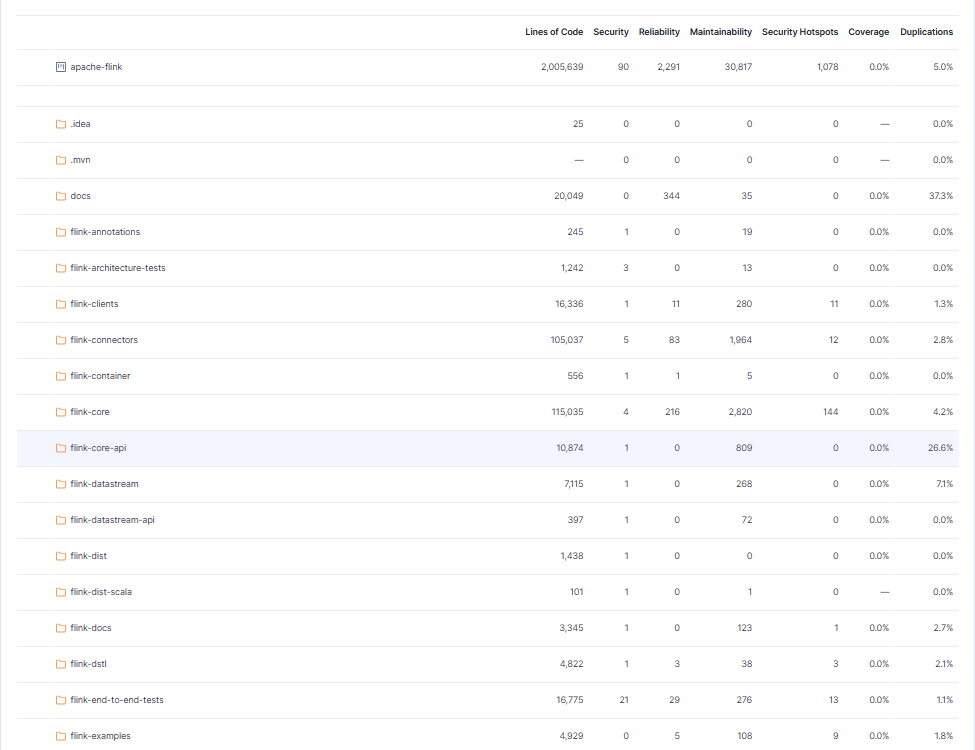 Lines of Code Security Reliability Maintainability Security Hotspots Coverage Duplications
apache-flink 2,005,639 90 2,291 30,817 1,078 0.0% 5.0%
.idea 25 0 0 0 0 — 0.0%
.mvn — 0 0 0 0 — 0.0%
docs 20,049 0 344 35 0 0.0% 37.3%
flink-annotations 245 1 0 19 0 0.0% 0.0%
flink-architecture-tests 1,242 3 0 13 0 0.0% 0.0%
flink-clients 16,336 1 11 280 11 0.0% 1.3%
flink-connectors 105,037 5 83 1,964 12 0.0% 2.8%
flink-container 556 1 1 5 0 0.0% 0.0%
flink-core 115,035 4 216 2,820 144 0.0% 4.2%
flink-core-api 10,874 1 0 809 0 0.0% 26.6%
flink-datastream 7,115 1 0 268 0 0.0% 7.1%
flink-datastream-api 397 1 0 72 0 0.0% 0.0%
flink-dist 1,438 1 0 0 0 0.0% 0.0%
flink-dist-scala 101 1 0 1 0 — 0.0%
flink-docs 3,345 1 0 123 1 0.0% 2.7%
flink-dstl 4,822 1 3 38 3 0.0% 2.1%
flink-end-to-end-tests 16,775 21 29 276 13 0.0% 1.1%
flink-examples 4,929 0 5 108 9 0.0% 1.8%